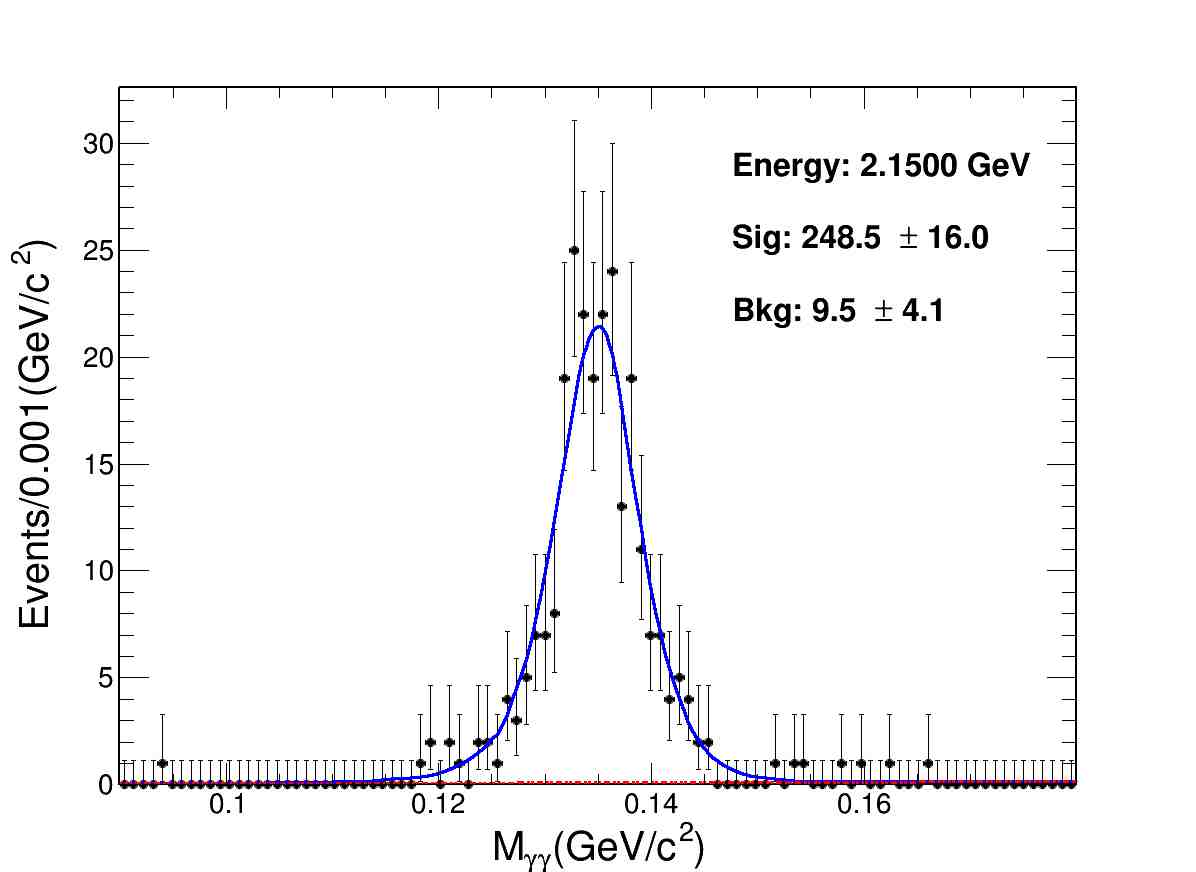 Energy: 2.1500 GeV
Sig: 248.5 ± 16.0
Bkg: 9.5 ± 4.1
Events/0.001(GeV/c²)
30
25
20
15
10
5
0
0.1 0.12 0.14 0.16
Mγγ(GeV/c²)